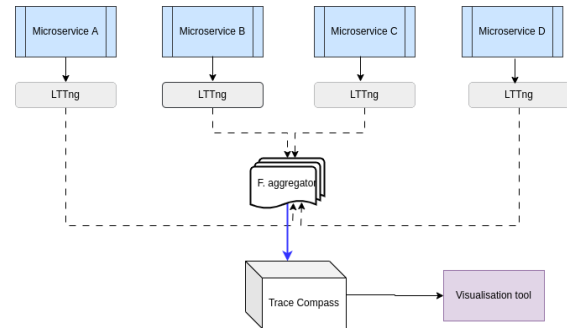 Microservice A
Microservice B
Microservice C
Microservice D
LTTng
LTTng
LTTng
LTTng
F. aggregator
Trace Compass
Visualisation tool